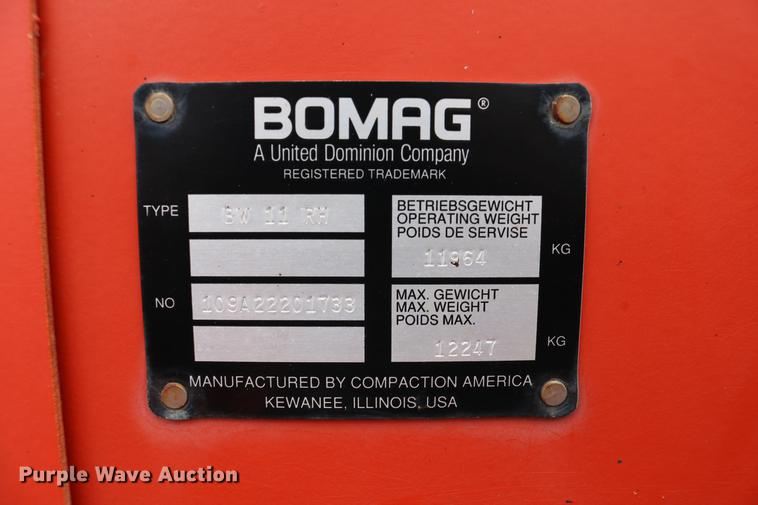 BOMAG®
A United Dominion Company
REGISTERED TRADEMARK
TYPE BW 11 RH
BETRIEBSGEWICHT
OPERATING WEIGHT
POIDS DE SERVISE
11964 KG
NO 109A22201733
MAX. GEWICHT
MAX. WEIGHT
POIDS MAX.
12247 KG
MANUFACTURED BY COMPACTION AMERICA
KEWANEE, ILLINOIS, USA
Purple Wave Auction